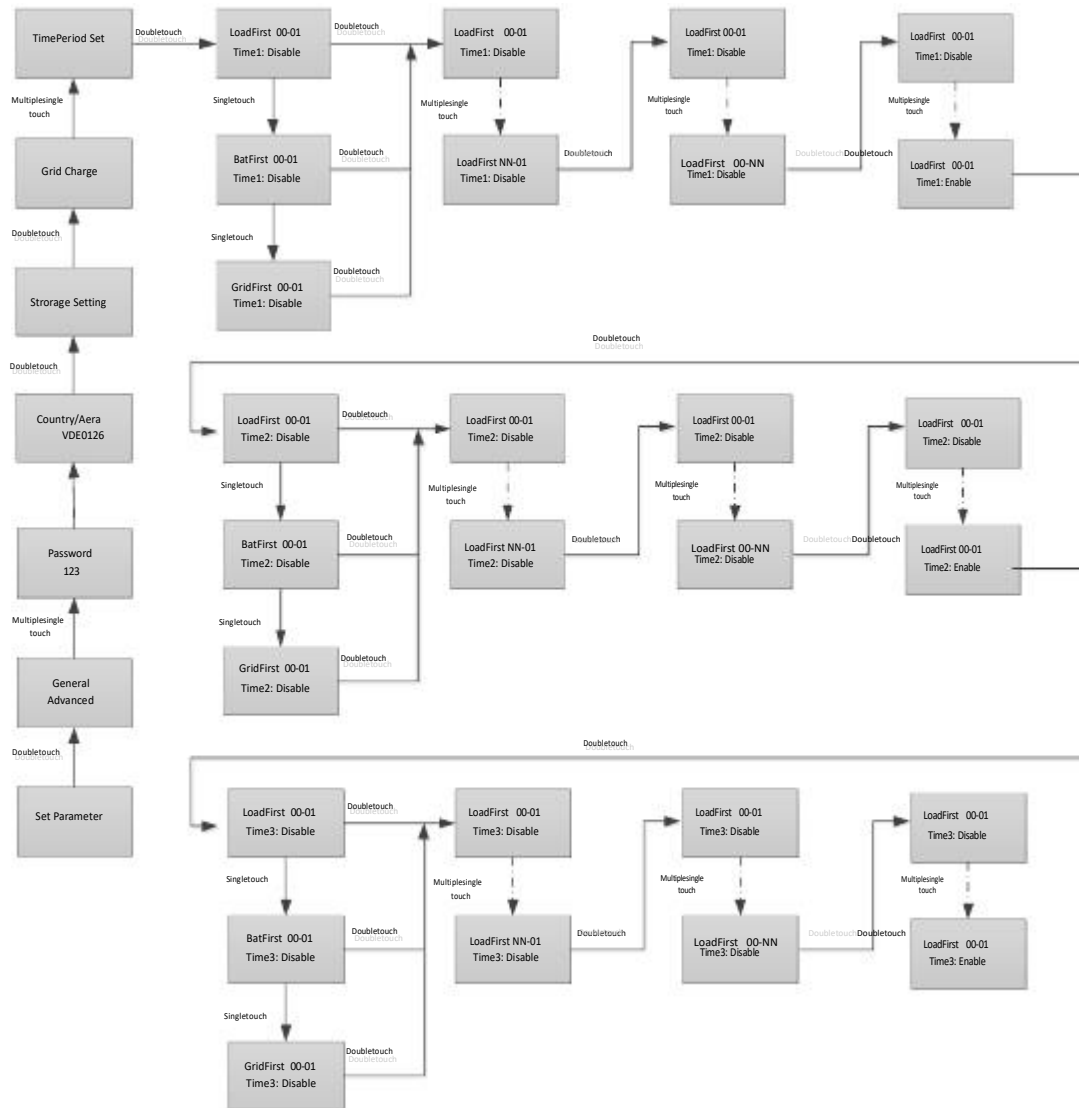 TimePeriod Set
Multiplesingle
touch
Grid Charge
Doubletouch
Strorage Setting
Doubletouch
Country/Aera
VDE0126
Password
123
Multiplesingle
touch
General
Advanced
Doubletouch
Set Parameter
Doubletouch
LoadFirst 00-01
Time1: Disable
Doubletouch
LoadFirst 00-01
Time1: Disable
LoadFirst 00-01
Time1: Disable
LoadFirst 00-01
Time1: Disable
Singletouch
Multiplesingle
touch
Multiplesingle
touch
Multiplesingle
touch
BatFirst 00-01
Time1: Disable
Doubletouch
LoadFirst NN-01
Time1: Disable
Doubletouch
LoadFirst 00-NN
Time1: Disable
Doubletouch
LoadFirst 00-01
Time1: Enable
Singletouch
GridFirst 00-01
Time1: Disable
Doubletouch
Doubletouch
LoadFirst 00-01
Time2: Disable
Doubletouch
LoadFirst 00-01
Time2: Disable
LoadFirst 00-01
Time2: Disable
LoadFirst 00-01
Time2: Disable
Singletouch
Multiplesingle
touch
Multiplesingle
touch
Multiplesingle
touch
BatFirst 00-01
Time2: Disable
Doubletouch
LoadFirst NN-01
Time2: Disable
Doubletouch
LoadFirst 00-NN
Time2: Disable
Doubletouch
LoadFirst 00-01
Time2: Enable
Singletouch
GridFirst 00-01
Time2: Disable
Doubletouch
Doubletouch
LoadFirst 00-01
Time3: Disable
Doubletouch
LoadFirst 00-01
Time3: Disable
LoadFirst 00-01
Time3: Disable
LoadFirst 00-01
Time3: Disable
Singletouch
Multiplesingle
touch
Multiplesingle
touch
Multiplesingle
touch
BatFirst 00-01
Time3: Disable
Doubletouch
LoadFirst NN-01
Time3: Disable
Doubletouch
LoadFirst 00-NN
Time3: Disable
Doubletouch
LoadFirst 00-01
Time3: Enable
Singletouch
GridFirst 00-01
Time3: Disable
Doubletouch